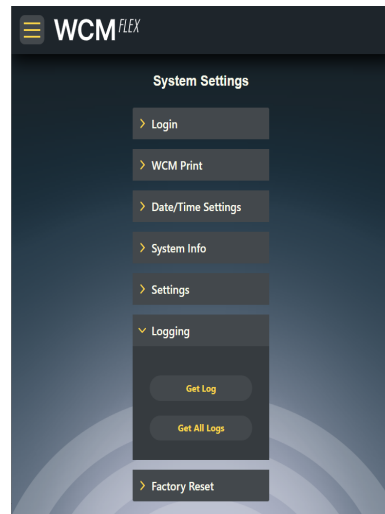 WCM FLEX
System Settings
Login
WCM Print
Date/Time Settings
System Info
Settings
Logging
Get Log
Get All Logs
Factory Reset